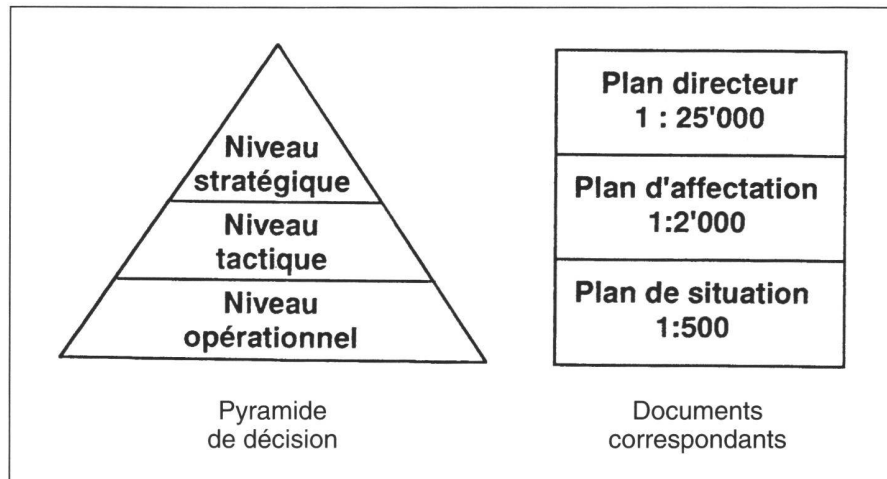 Niveau
stratégique
Niveau
tactique
Niveau
opérationnel
Pyramide
de décision
Plan directeur
1 : 25'000
Plan d'affectation
1:2'000
Plan de situation
1:500
Documents
correspondants